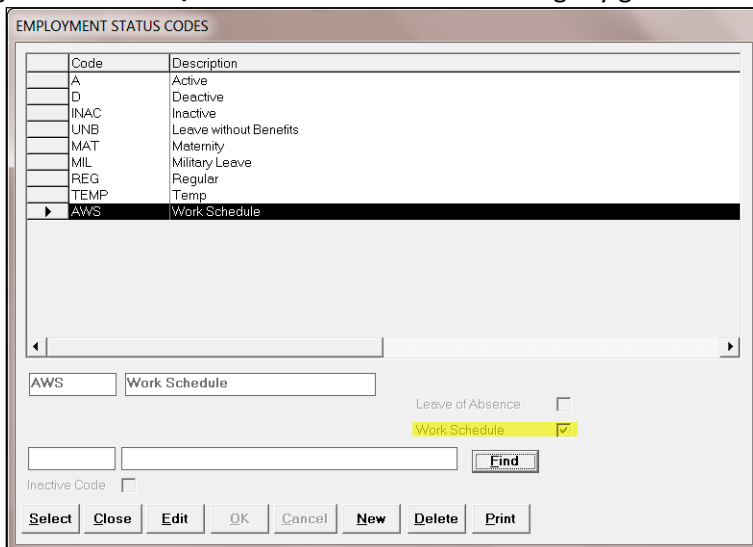 EMPLOYMENT STATUS CODES
Code Description
A Active
D Deactive
INAC Inactive
UNB Leave without Benefits
MAT Maternity
MIL Military Leave
REG Regular
TEMP Temp
AWS Work Schedule
AWS Work Schedule
Leave of Absence
Work Schedule
Find
Inactive Code
Select Close Edit OK Cancel New Delete Print